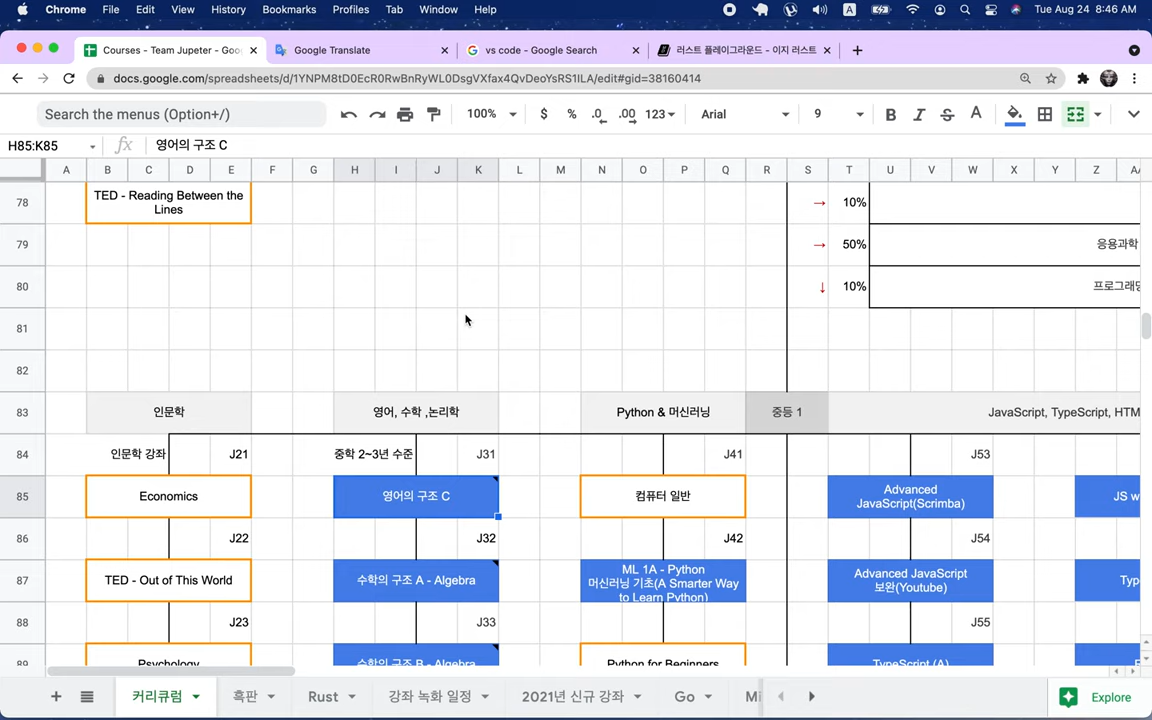 Chrome File Edit View History Bookmarks Profiles Tab Window Help A Tue Aug 24 8:46 AM
Courses - Team Jupeter - Goo Google Translate vs code - Google Search 러스트 플레이그라운드 - 이지 러스트
docs.google.com/spreadsheets/d/1YNPM8tD0EcR0RwBnRyWL0DsgVXfax4QvDeoYsRS1ILA/edit#gid=38160414
Search the menus (Option+/) 100% $ % .0 .00 123 Arial 9 B I S A
H85:K85 fx 영어의 구조 C
A B C D E F G H I J K L M N O P Q R S T U V W X Y Z AA
78 TED - Reading Between the → 10%
Lines
79 → 50% 응용과학
80 ↓ 10% 프로그래밍
81
82
83 인문학 영어, 수학 ,논리학 Python & 머신러닝 중등 1 JavaScript, TypeScript, HTM
84 인문학 강좌 J21 중학 2~3년 수준 J31 J41 J53
85 Economics 영어의 구조 C 컴퓨터 일반 Advanced JS w
JavaScript(Scrimba)
86 J22 J32 J42 J54
87 TED - Out of This World 수학의 구조 A - Algebra ML 1A - Python Advanced JavaScript Typ
머신러닝 기초(A Smarter Way 보완(Youtube)
to Learn Python)
88 J23 J33 J55
89 Psychology 수학의 구조 B - Algebra Python for Beginners TypeScript (A)
커리큘럼 흑판 Rust 강좌 녹화 일정 2021년 신규 강좌 Go Mi Explore